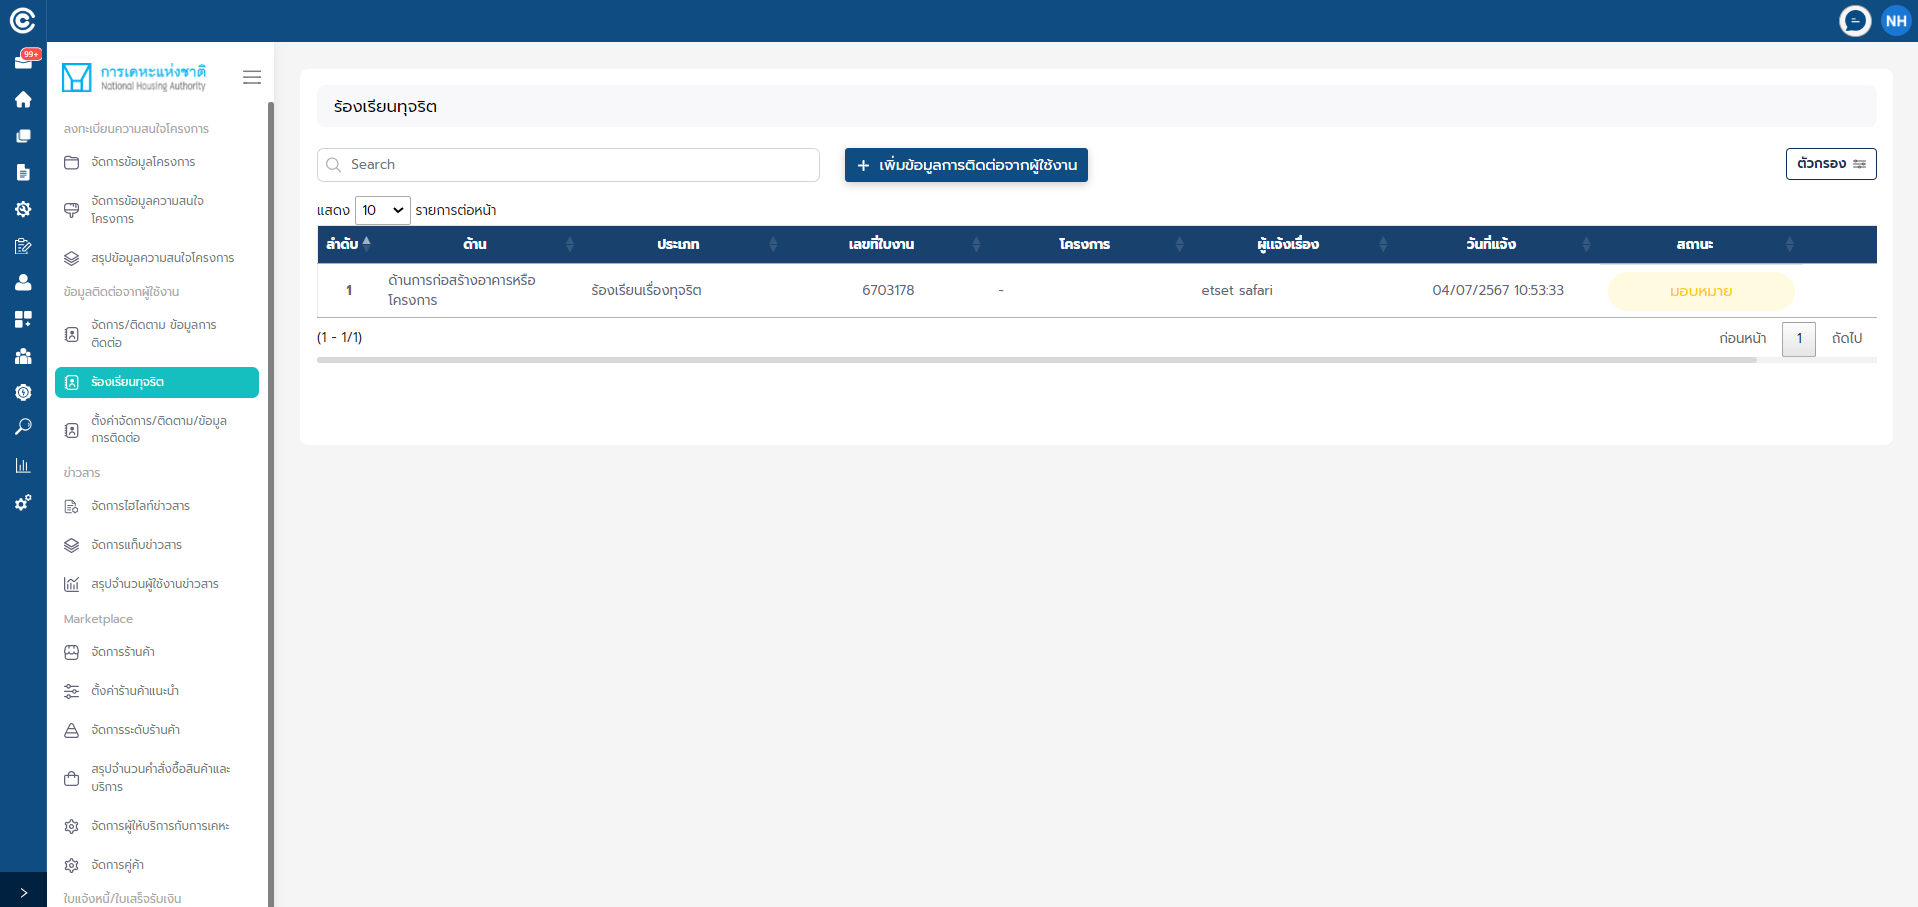 NH
99+
การเคหะแห่งชาติ
National Housing Authority
ลงทะเบียนความสนใจโครงการ
จัดการข้อมูลโครงการ
จัดการข้อมูลความสนใจ
โครงการ
สรุปข้อมูลความสนใจโครงการ
ข้อมูลติดต่อจากผู้ใช้งาน
จัดการ/ติดตาม ข้อมูลการ
ติดต่อ
ร้องเรียนทุจริต
ตั้งค่าจัดการ/ติดตาม/ข้อมูล
การติดต่อ
ข่าวสาร
จัดการไฮไลท์ข่าวสาร
จัดการแท็บข่าวสาร
สรุปจำนวนผู้ใช้งานข่าวสาร
Marketplace
จัดการร้านค้า
ตั้งค่าร้านค้าแนะนำ
จัดการระดับร้านค้า
สรุปจำนวนคำสั่งซื้อสินค้าและ
บริการ
จัดการผู้ให้บริการกับการเคหะ
จัดการคู่ค้า
ใบแจ้งหนี้/ใบเสร็จรับเงิน
ร้องเรียนทุจริต
Search
+ เพิ่มข้อมูลการติดต่อจากผู้ใช้งาน
ตัวกรอง
แสดง 10 รายการต่อหน้า
ลำดับ ด้าน ประเภท เลขที่ใบงาน โครงการ ผู้แจ้งเรื่อง วันที่แจ้ง สถานะ
1 ด้านการก่อสร้างอาคารหรือ
โครงการ ร้องเรียนเรื่องทุจริต 6703178 - etset safari 04/07/2567 10:53:33 มอบหมาย
(1 - 1/1)
ก่อนหน้า 1 ถัดไป